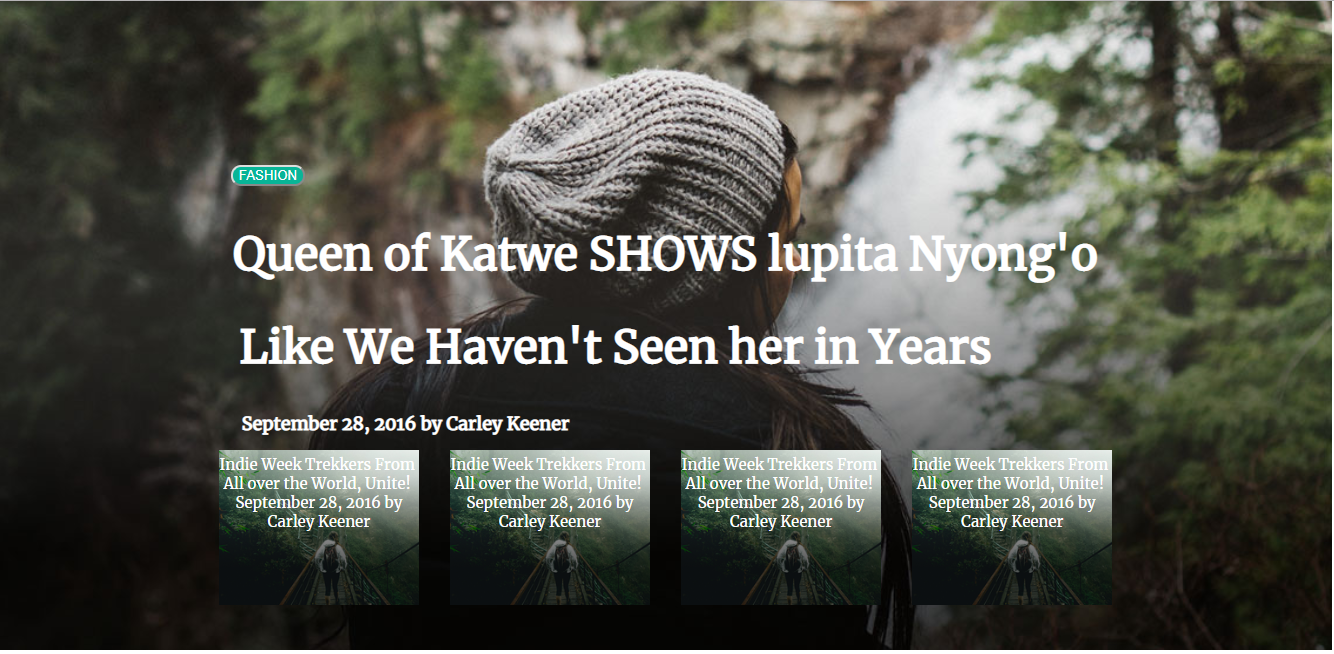 FASHION
Queen of Katwe SHOWS lupita Nyong'o
Like We Haven't Seen her in Years
September 28, 2016 by Carley Keener
Indie Week Trekkers From
All over the World, Unite!
September 28, 2016 by
Carley Keener
Indie Week Trekkers From
All over the World, Unite!
September 28, 2016 by
Carley Keener
Indie Week Trekkers From
All over the World, Unite!
September 28, 2016 by
Carley Keener
Indie Week Trekkers From
All over the World, Unite!
September 28, 2016 by
Carley Keener